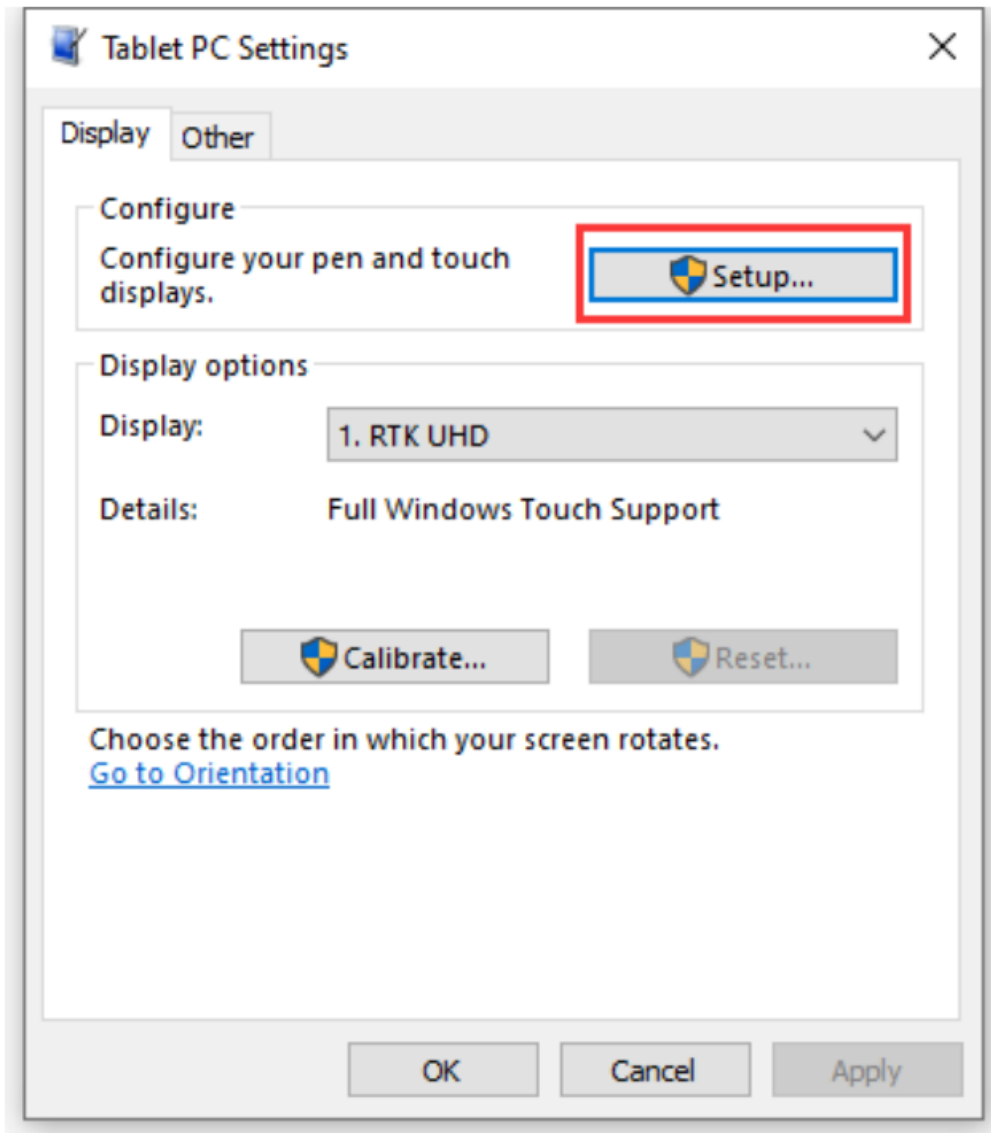 Tablet PC Settings
Display
Other
Configure
Configure your pen and touch
displays.
Setup...
Display options
Display:
1. RTK UHD
Details:
Full Windows Touch Support
Calibrate...
Reset...
Choose the order in which your screen rotates.
Go to Orientation
OK
Cancel
Apply